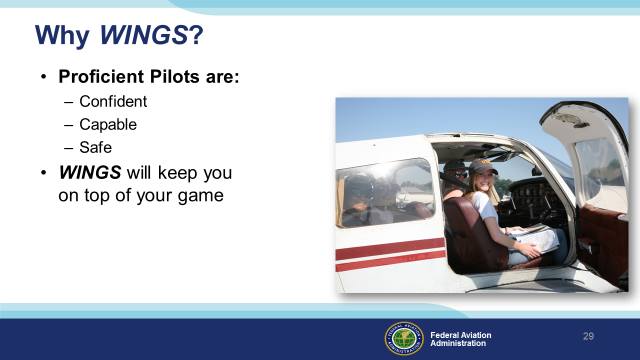 Why WINGS?
• Proficient Pilots are:
– Confident
– Capable
– Safe
• WINGS will keep you
on top of your game
Federal Aviation
Administration
29